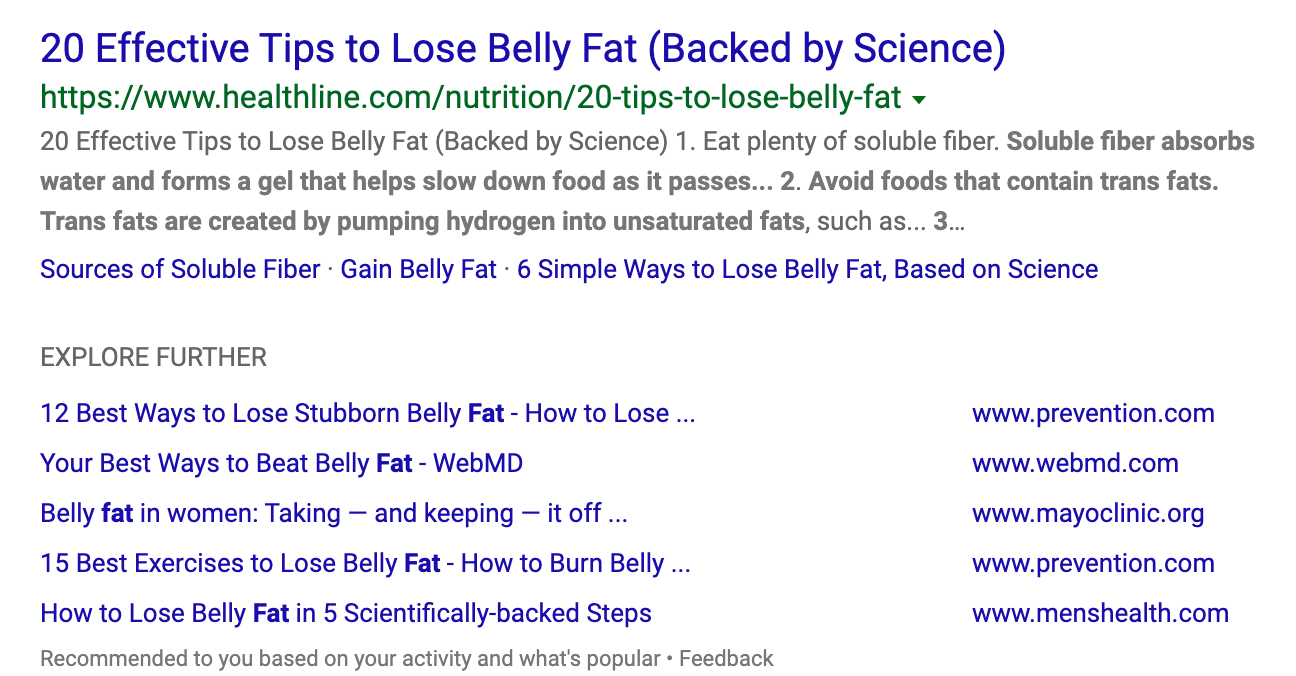 20 Effective Tips to Lose Belly Fat (Backed by Science)
https://www.healthline.com/nutrition/20-tips-to-lose-belly-fat
20 Effective Tips to Lose Belly Fat (Backed by Science) 1. Eat plenty of soluble fiber. Soluble fiber absorbs
water and forms a gel that helps slow down food as it passes... 2. Avoid foods that contain trans fats.
Trans fats are created by pumping hydrogen into unsaturated fats, such as... 3…
Sources of Soluble Fiber · Gain Belly Fat · 6 Simple Ways to Lose Belly Fat, Based on Science
EXPLORE FURTHER
12 Best Ways to Lose Stubborn Belly Fat - How to Lose ... www.prevention.com
Your Best Ways to Beat Belly Fat - WebMD www.webmd.com
Belly fat in women: Taking — and keeping — it off ... www.mayoclinic.org
15 Best Exercises to Lose Belly Fat - How to Burn Belly ... www.prevention.com
How to Lose Belly Fat in 5 Scientifically-backed Steps www.menshealth.com
Recommended to you based on your activity and what's popular • Feedback